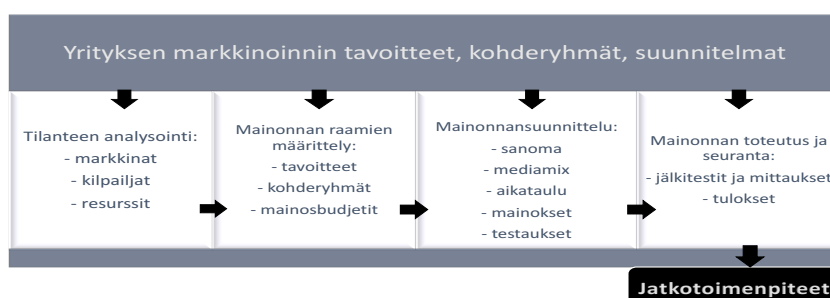 Yrityksen markkinoinnin tavoitteet, kohderyhmät, suunnitelmat
Tilanteen analysointi:
- markkinat
- kilpailjat
- resurssit
Mainonnan raamien
määrittely:
- tavoitteet
- kohderyhmät
- mainosbudjetit
Mainonnansuunnittelu:
- sanoma
- mediamix
- aikataulu
- mainokset
- testaukset
Mainonnan toteutus ja
seuranta:
- jälkitestit ja mittaukset
- tulokset
Jatkotoimenpiteet